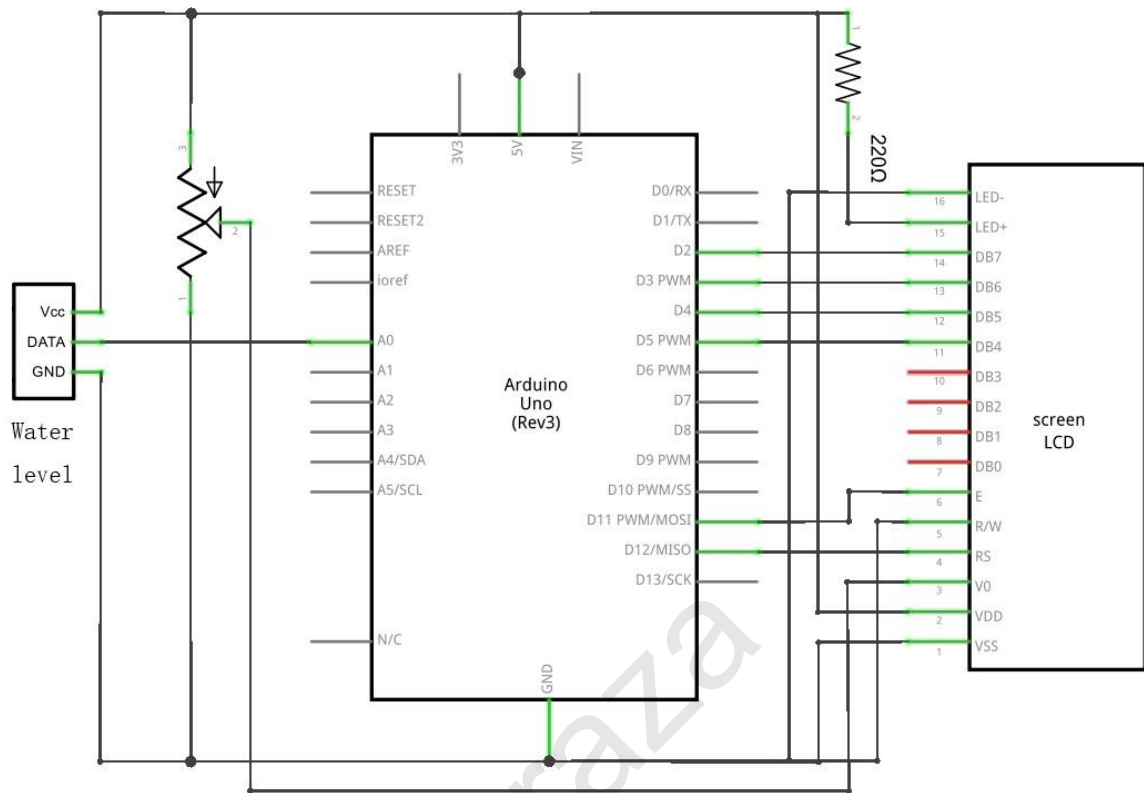 3V3
5V
VIN
1
2
220Ω
3
2
1
RESET
RESET2
AREF
ioref
A0
A1
A2
A3
A4/SDA
A5/SCL
N/C
Arduino
Uno
(Rev3)
D0/RX
D1/TX
D2
D3 PWM
D4
D5 PWM
D6 PWM
D7
D8
D9 PWM
D10 PWM/SS
D11 PWM/MOSI
D12/MISO
D13/SCK
GND
Vcc
DATA
GND
Water
level
16 LED-
15 LED+
14 DB7
13 DB6
12 DB5
11 DB4
10 DB3
9 DB2
8 DB1
7 DB0
6 E
5 R/W
4 RS
3 V0
2 VDD
1 VSS
screen
LCD
raza